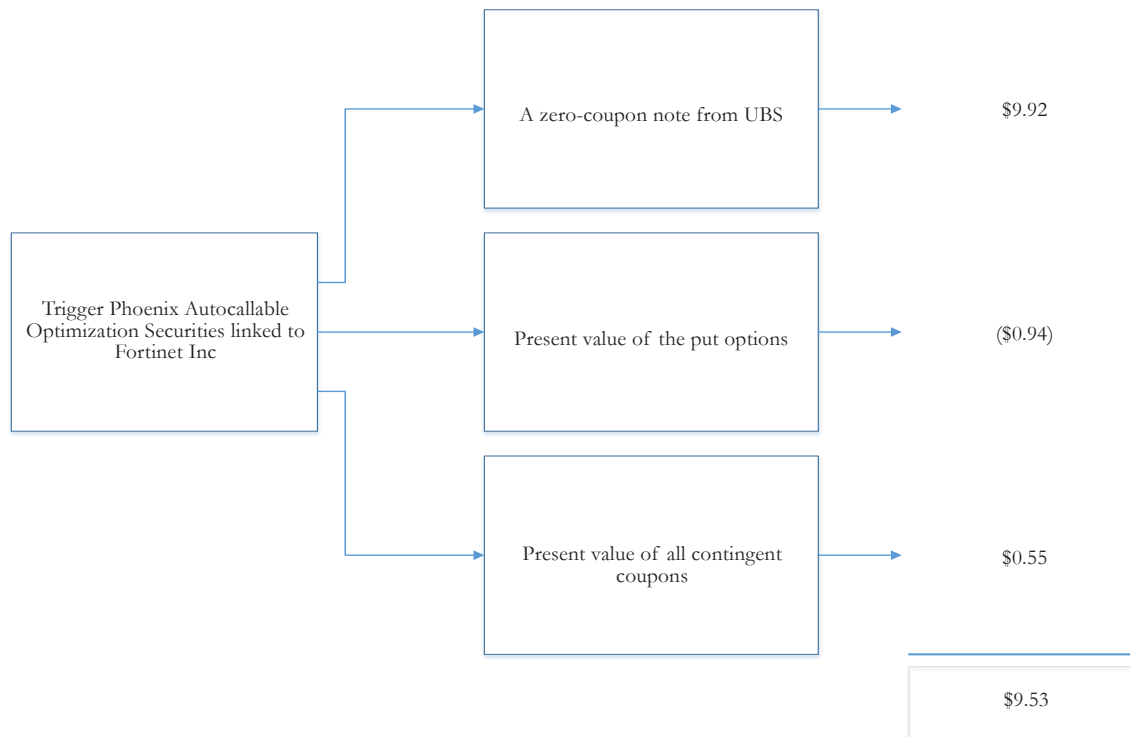 A zero-coupon note from UBS
$9.92
Trigger Phoenix Autocallable
Optimization Securities linked to
Fortinet Inc
Present value of the put options
($0.94)
Present value of all contingent
coupons
$0.55
$9.53